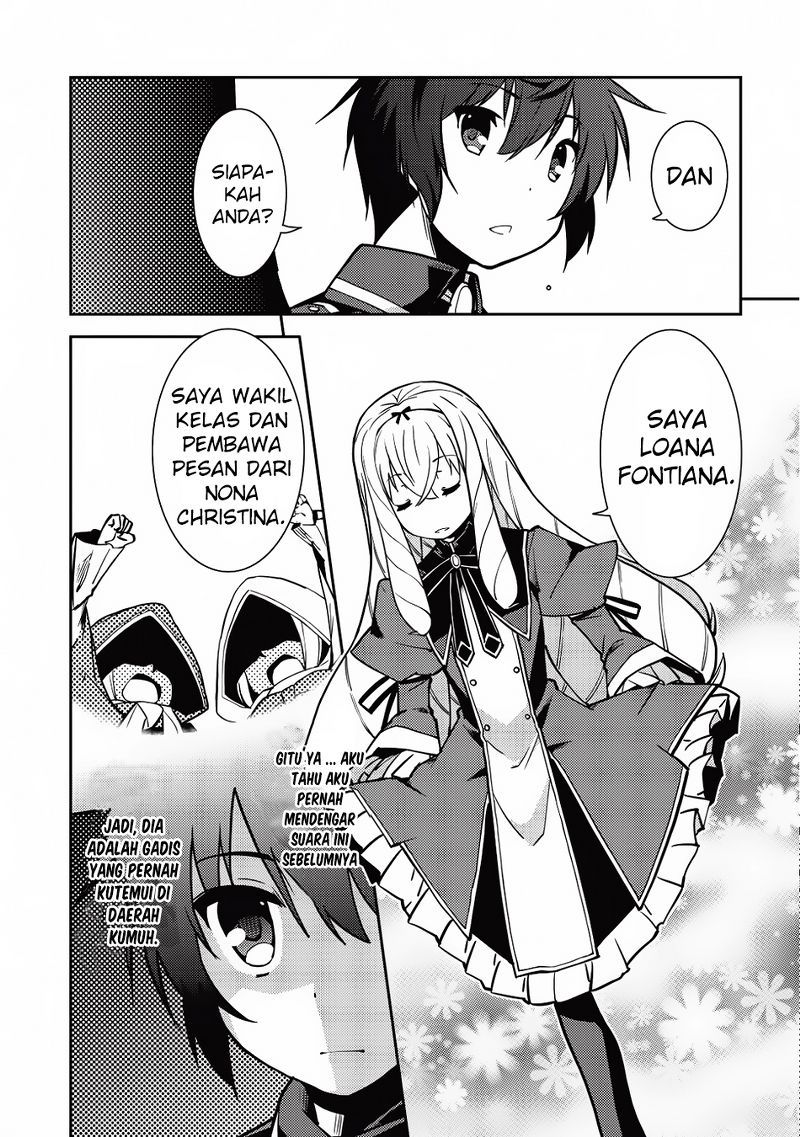 DAN
SIAPA-
KAH
ANDA?
SAYA
LOANA
FONTIANA.
SAYA WAKIL
KELAS DAN
PEMBAWA
PESAN DARI
NONA
CHRISTINA.
GITU YA ... AKU
TAHU AKU
PERNAH
MENDENGAR
SUARA INI
SEBELUMNYA
JADI, DIA
ADALAH GADIS
YANG PERNAH
KUTEMUI DI
DAERAH
KUMUH.